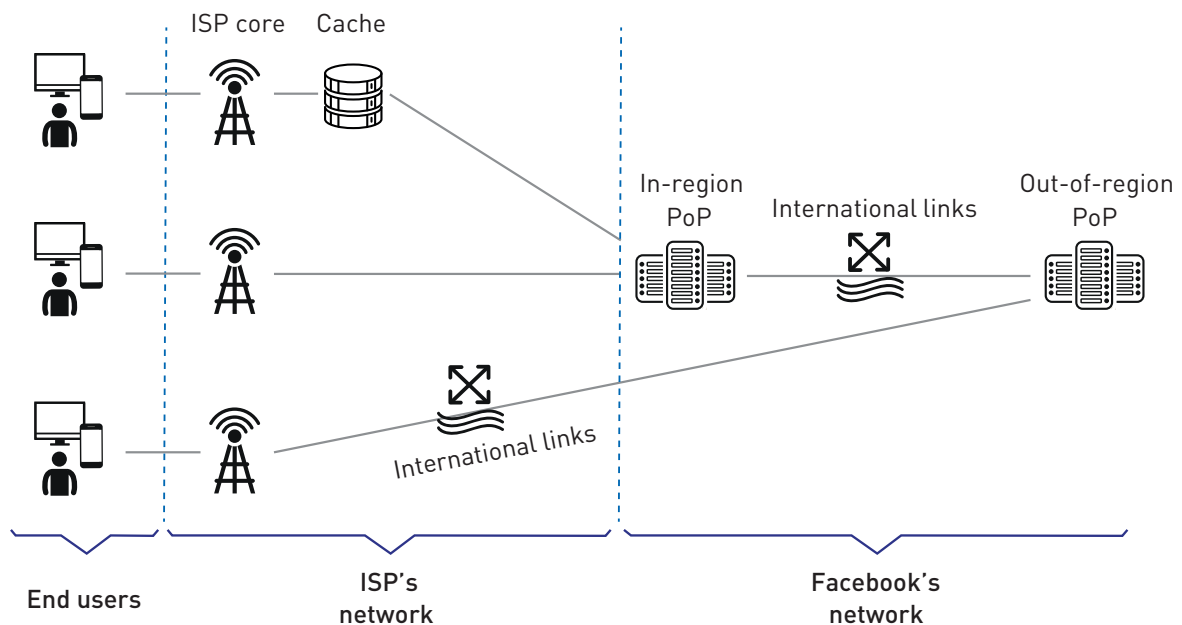 ISP core
Cache
In-region
PoP
International links
Out-of-region
PoP
International links
End users
ISP's
network
Facebook's
network